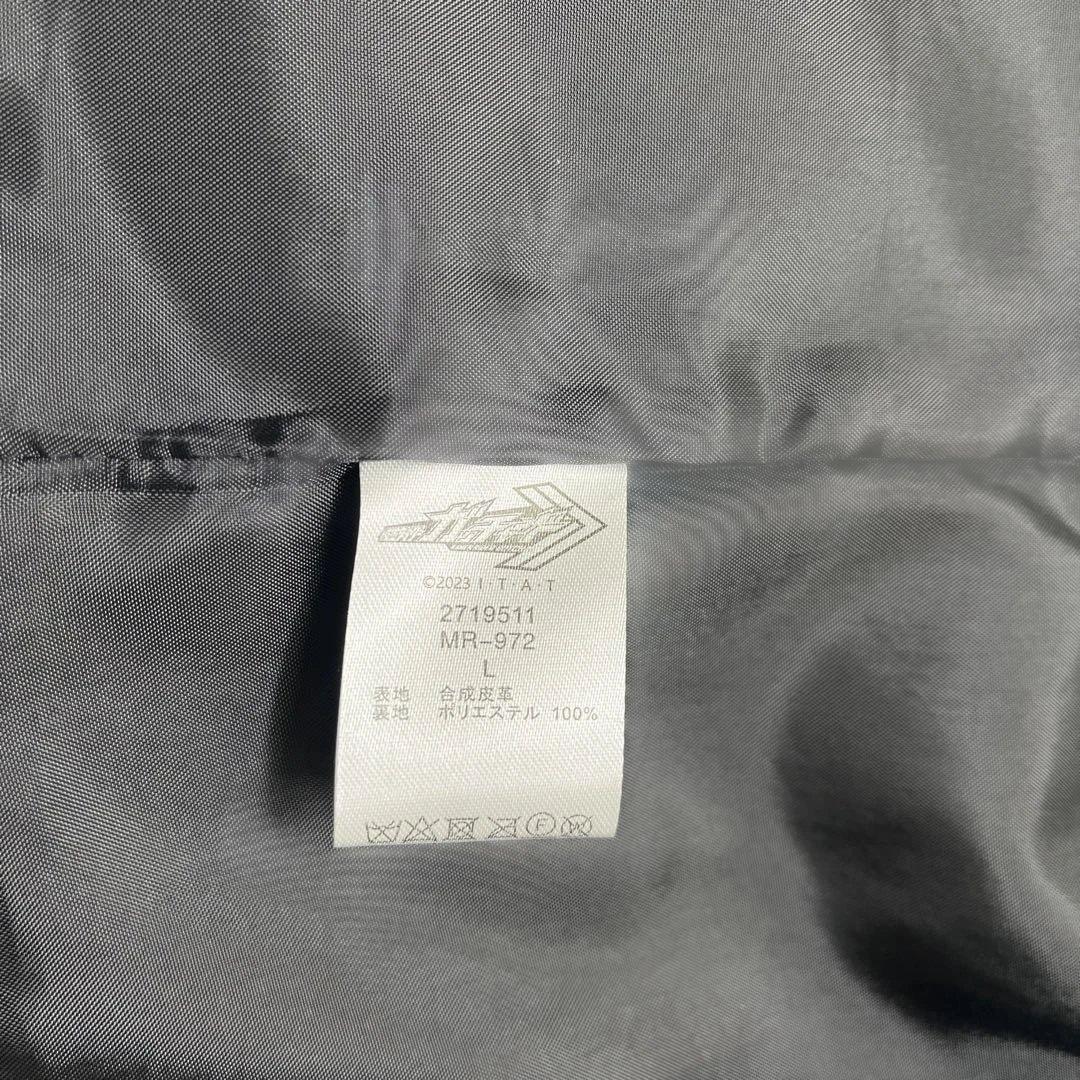 ©2023 I・T・A・T
2719511
MR-972
L
表地 合成皮革
裏地 ポリエステル 100%
F
W